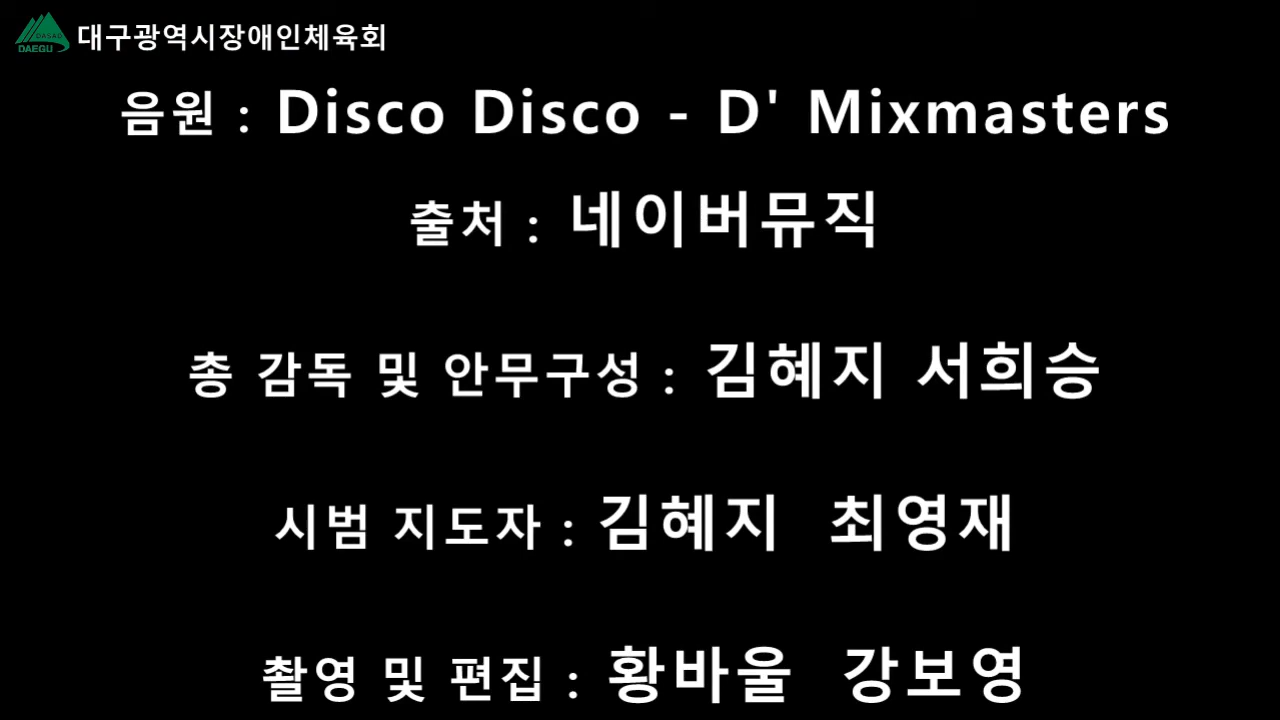 DASAD
DAEGU
대구광역시장애인체육회
음원 : Disco Disco - D' Mixmasters
출처 : 네이버뮤직
총 감독 및 안무구성 : 김혜지 서희승
시범 지도자 : 김혜지 최영재
촬영 및 편집 : 황바울 강보영